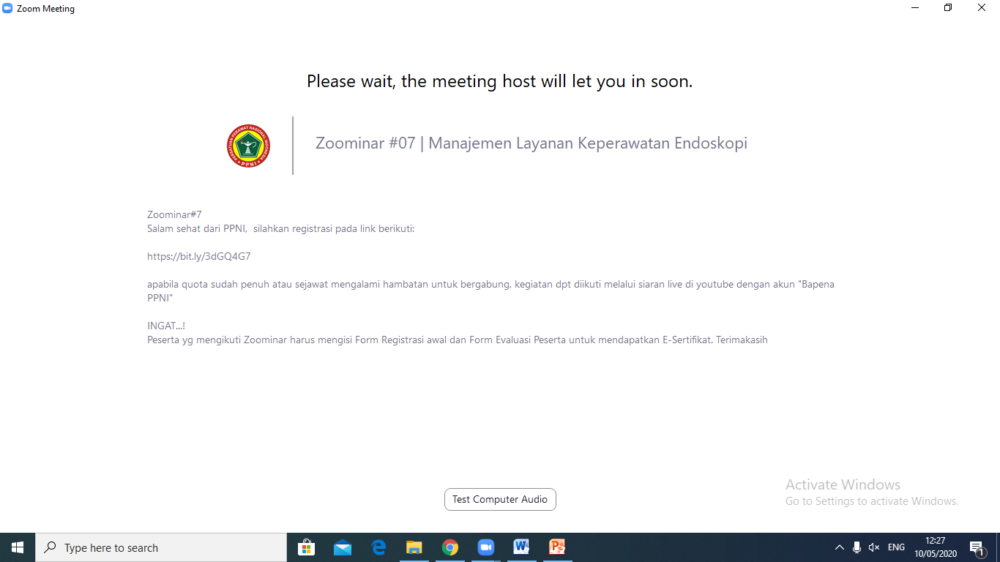 Zoom Meeting
Please wait, the meeting host will let you in soon.
PERSATUAN PERAWAT NASIONAL INDONESIA
PPNI
Zoominar #07 | Manajemen Layanan Keperawatan Endoskopi
Zoominar#7
Salam sehat dari PPNI,  silahkan registrasi pada link berikuti:
https://bit.ly/3dGQ4G7
apabila quota sudah penuh atau sejawat mengalami hambatan untuk bergabung, kegiatan dpt diikuti melalui siaran live di youtube dengan akun "Bapena
PPNI"
INGAT...!
Peserta yg mengikuti Zoominar harus mengisi Form Registrasi awal dan Form Evaluasi Peserta untuk mendapatkan E-Sertifikat. Terimakasih
Test Computer Audio
Activate Windows
Go to Settings to activate Windows.
Type here to search
ENG
12:27
10/05/2020
1